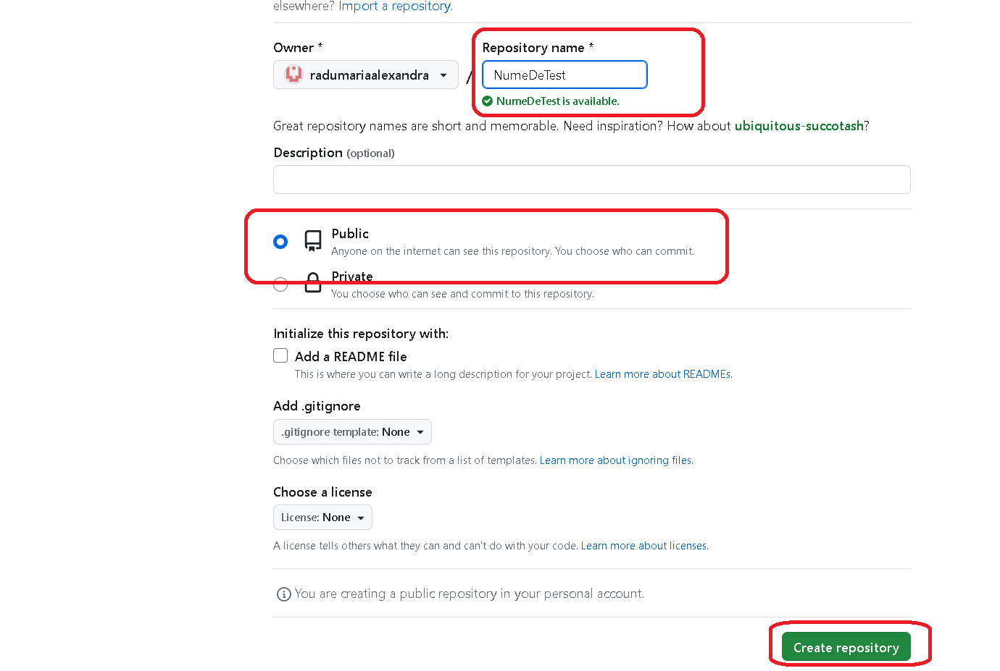 elsewhere? Import a repository.
Owner *
Repository name *
radumariaalexandra
/
NumeDeTest
NumeDeTest is available.
Great repository names are short and memorable. Need inspiration? How about ubiquitous-succotash?
Description (optional)
Public
Anyone on the internet can see this repository. You choose who can commit.
Private
You choose who can see and commit to this repository.
Initialize this repository with:
Add a README file
This is where you can write a long description for your project. Learn more about READMEs.
Add .gitignore
.gitignore template: None
Choose which files not to track from a list of templates. Learn more about ignoring files.
Choose a license
License: None
A license tells others what they can and can't do with your code. Learn more about licenses.
You are creating a public repository in your personal account.
Create repository